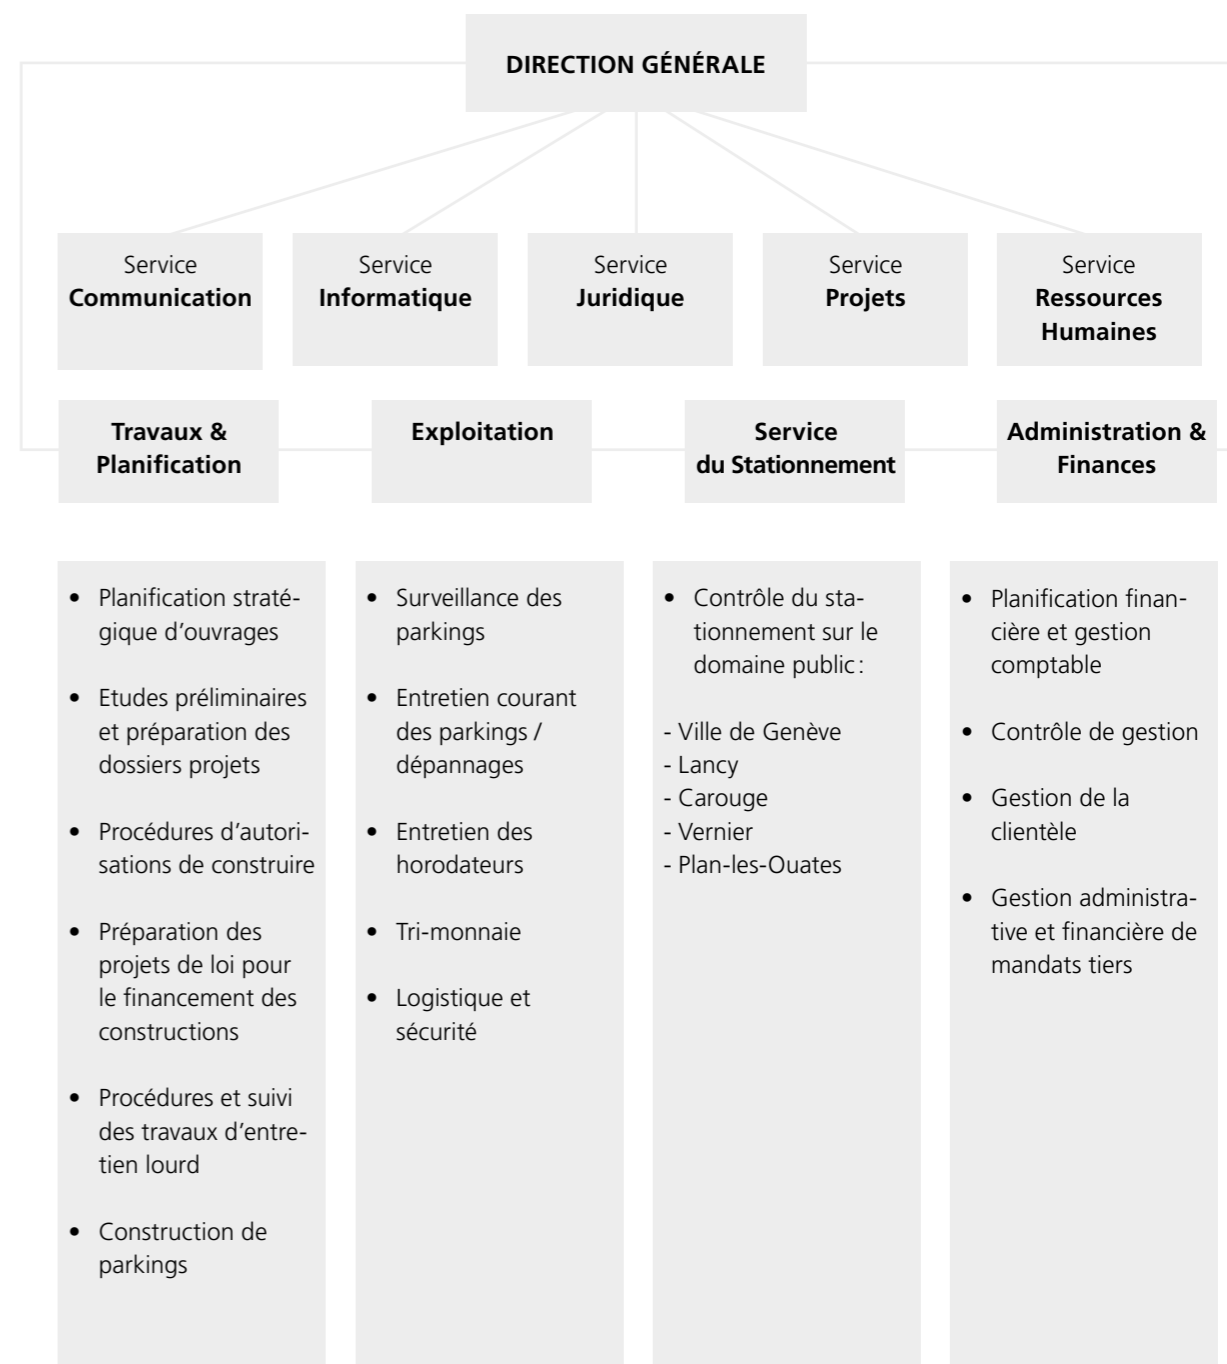 DIRECTION GÉNÉRALE
Service
Communication
Service
Informatique
Service
Juridique
Service
Projets
Service
Ressources
Humaines
Travaux &
Planification
Exploitation
Service
du Stationnement
Administration &
Finances
• Planification straté-
gique d'ouvrages
• Etudes préliminaires
et préparation des
dossiers projets
• Procédures d'autori-
sations de construire
• Préparation des
projets de loi pour
le financement des
constructions
• Procédures et suivi
des travaux d'entre-
tien lourd
• Construction de
parkings
• Surveillance des
parkings
• Entretien courant
des parkings /
dépannages
• Entretien des
horodateurs
• Tri-monnaie
• Logistique et
sécurité
• Contrôle du sta-
tionnement sur le
domaine public :
- Ville de Genève
- Lancy
- Carouge
- Vernier
- Plan-les-Ouates
• Planification finan-
cière et gestion
comptable
• Contrôle de gestion
• Gestion de la
clientèle
• Gestion administra-
tive et financière de
mandats tiers